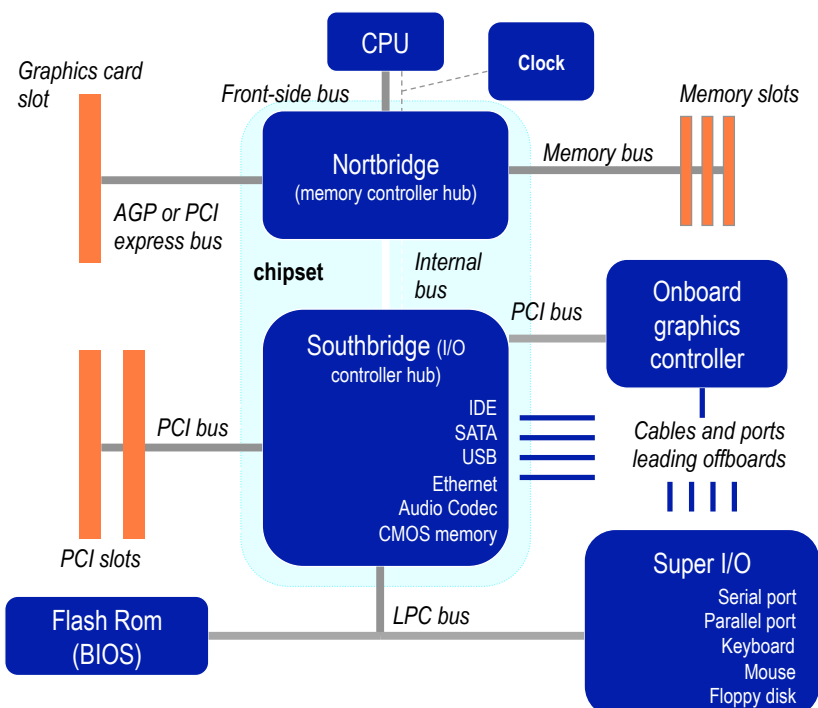 CPU
Clock
Graphics card
slot
Front-side bus
Memory slots
Nortbridge
(memory controller hub)
Memory bus
AGP or PCI
express bus
chipset
Internal
bus
PCI bus
Onboard
graphics
controller
Southbridge (I/O
controller hub)
IDE
SATA
USB
Ethernet
Audio Codec
CMOS memory
PCI bus
Cables and ports
leading offboards
PCI slots
Super I/O
Serial port
Parallel port
Keyboard
Mouse
Floppy disk
Flash Rom
(BIOS)
LPC bus